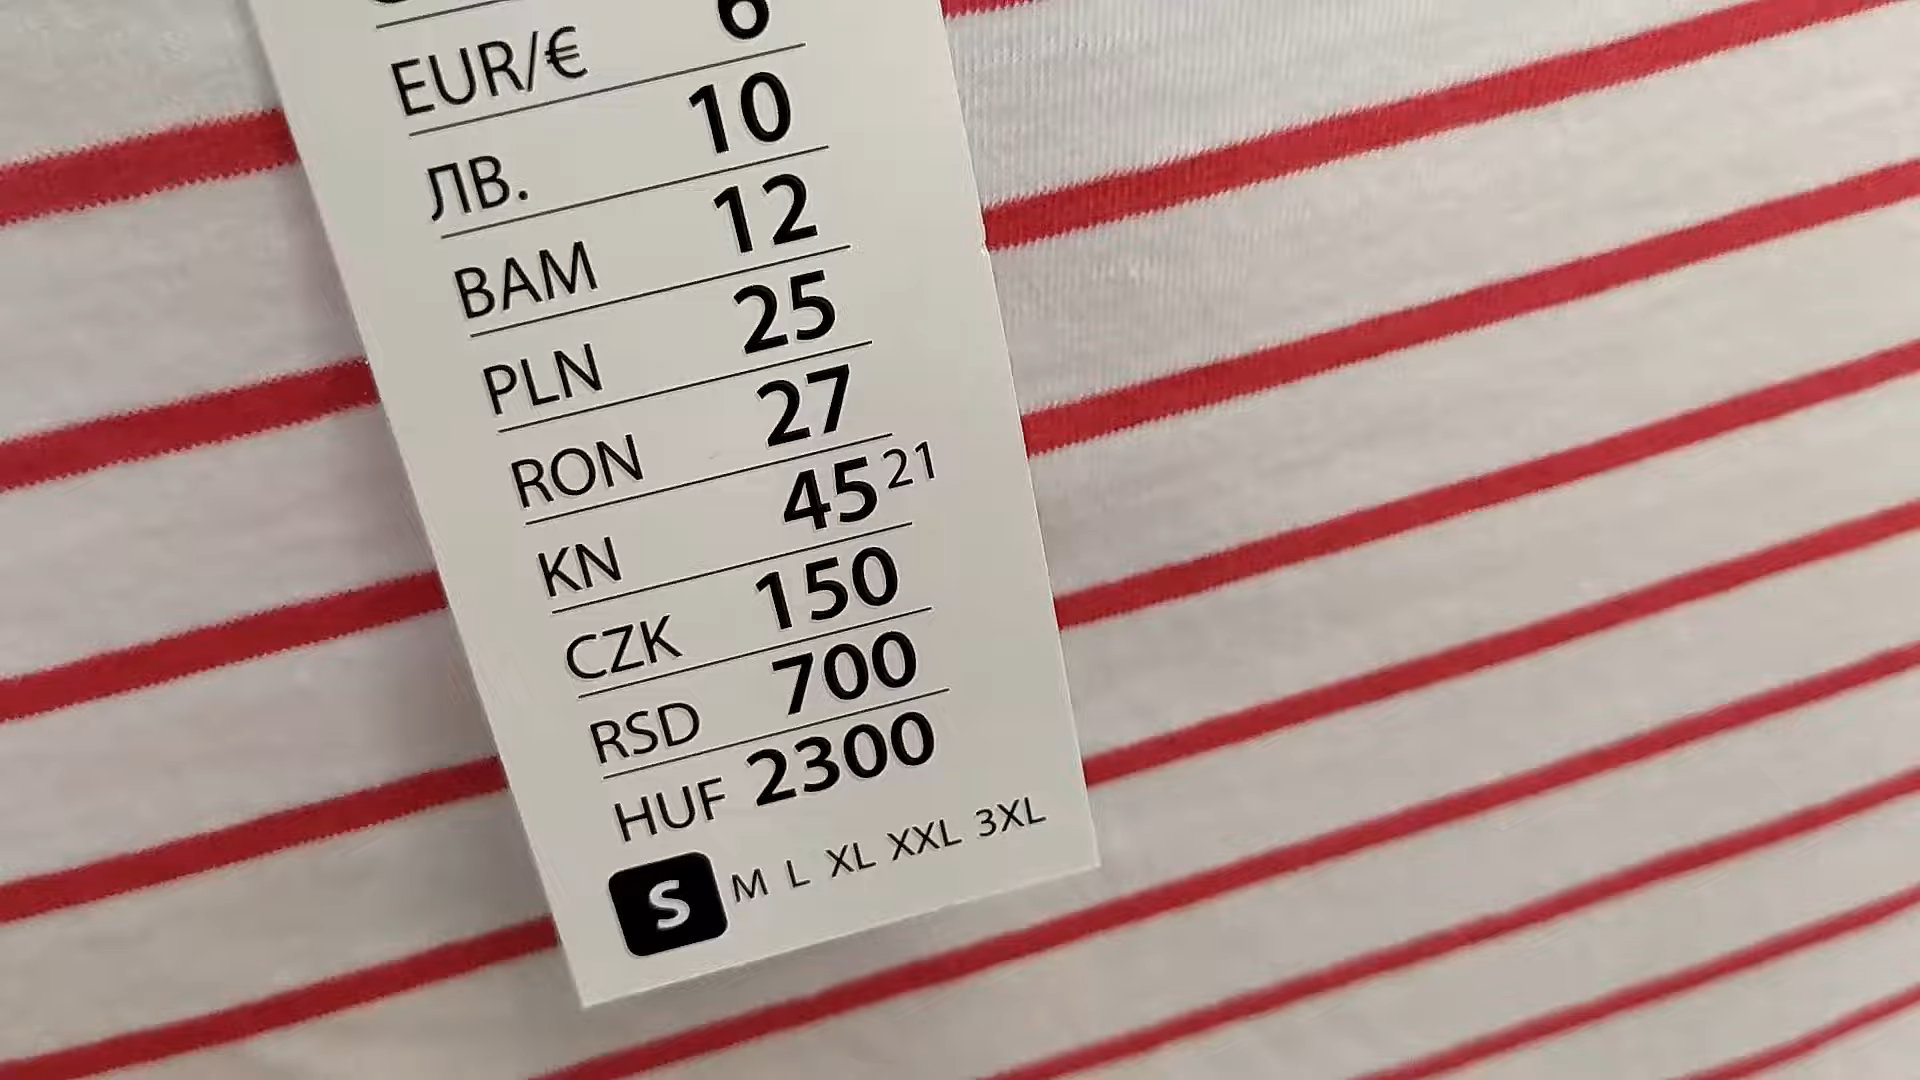 EUR/€ 6
ЛВ. 10
BAM 12
PLN 25
RON 27
KN 45 21
CZK 150
RSD 700
HUF 2300
S M L XL XXL 3XL